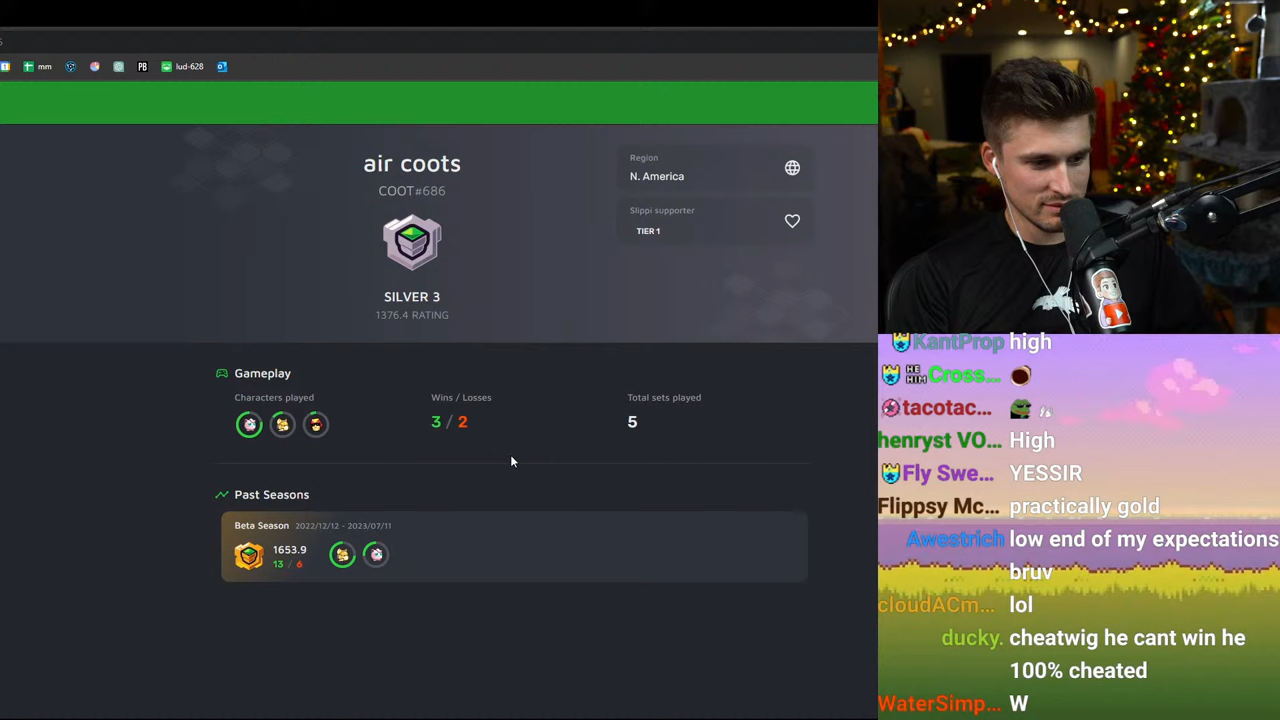 mm
PB
lud-628
air coots
COOT#686
SILVER 3
1376.4 RATING
Region
N. America
Slippi supporter
TIER 1
Gameplay
Characters played
Wins / Losses
3 / 2
Total sets played
5
Past Seasons
Beta Season 2022/12/12 - 2023/07/11
1653.9
13 / 6
KantProp high
HE HIM Cross...
tacotac...
henryst VO... High
Fly Swe... YESSIR
Flippsy Mc... practically gold
Awestrich low end of my expectations
bruv
cloudACm... lol
ducky. cheatwig he cant win he
100% cheated
WaterSimp... W